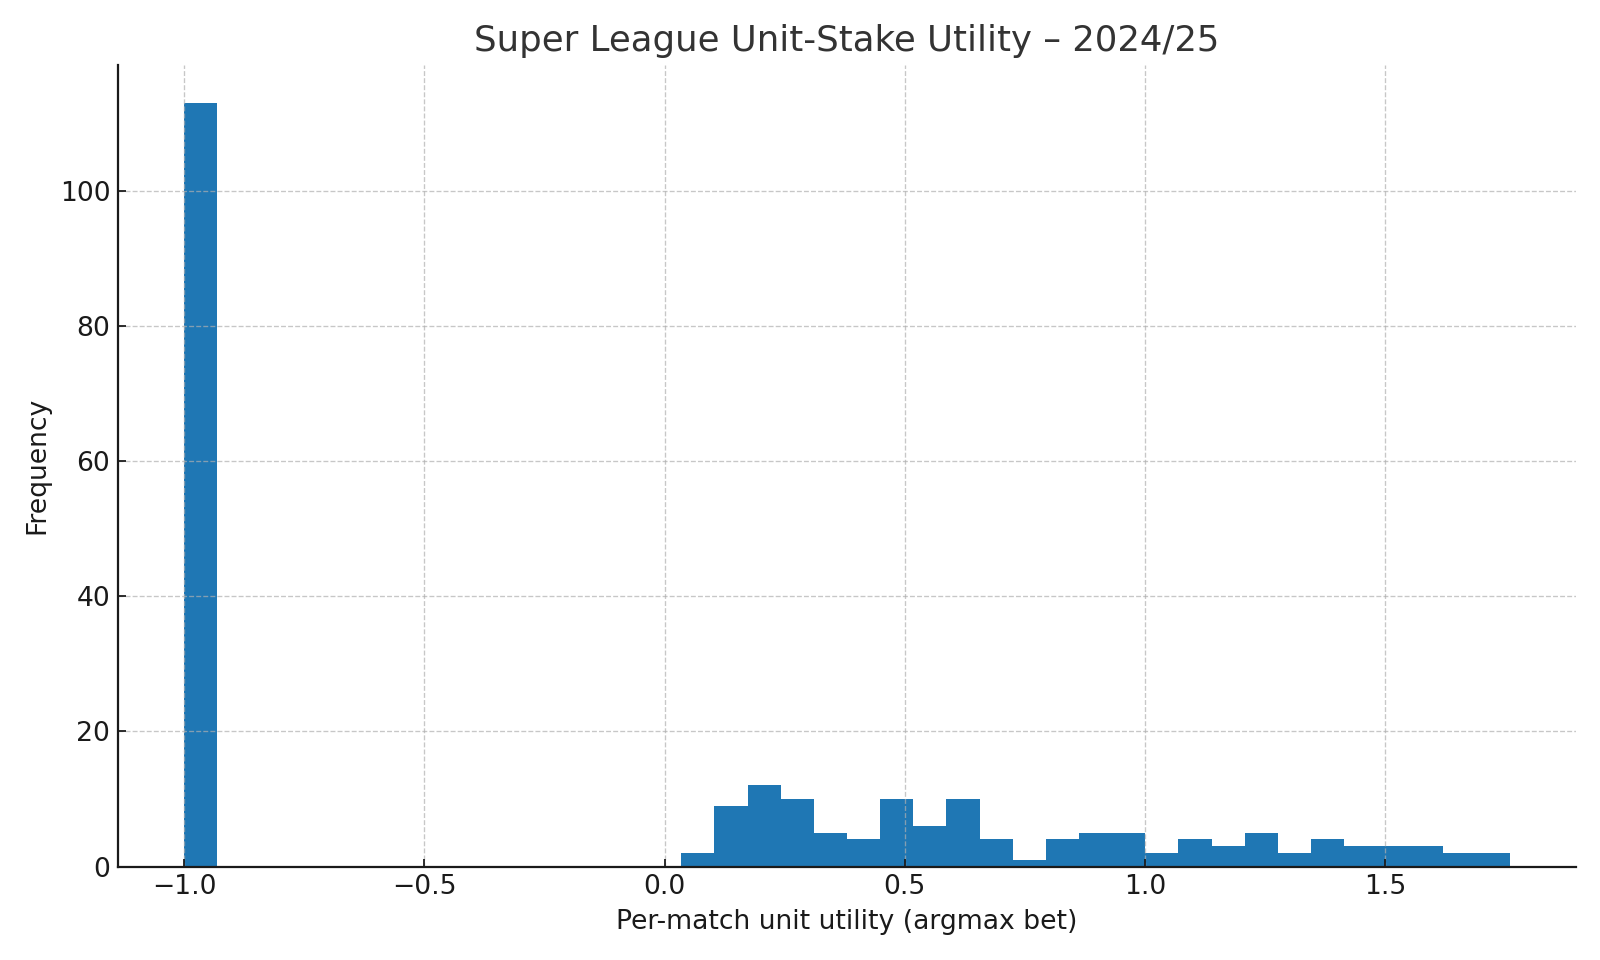 Super League Unit-Stake Utility – 2024/25
Frequency
100
80
60
40
20
0
−1.0 −0.5 0.0 0.5 1.0 1.5
Per-match unit utility (argmax bet)